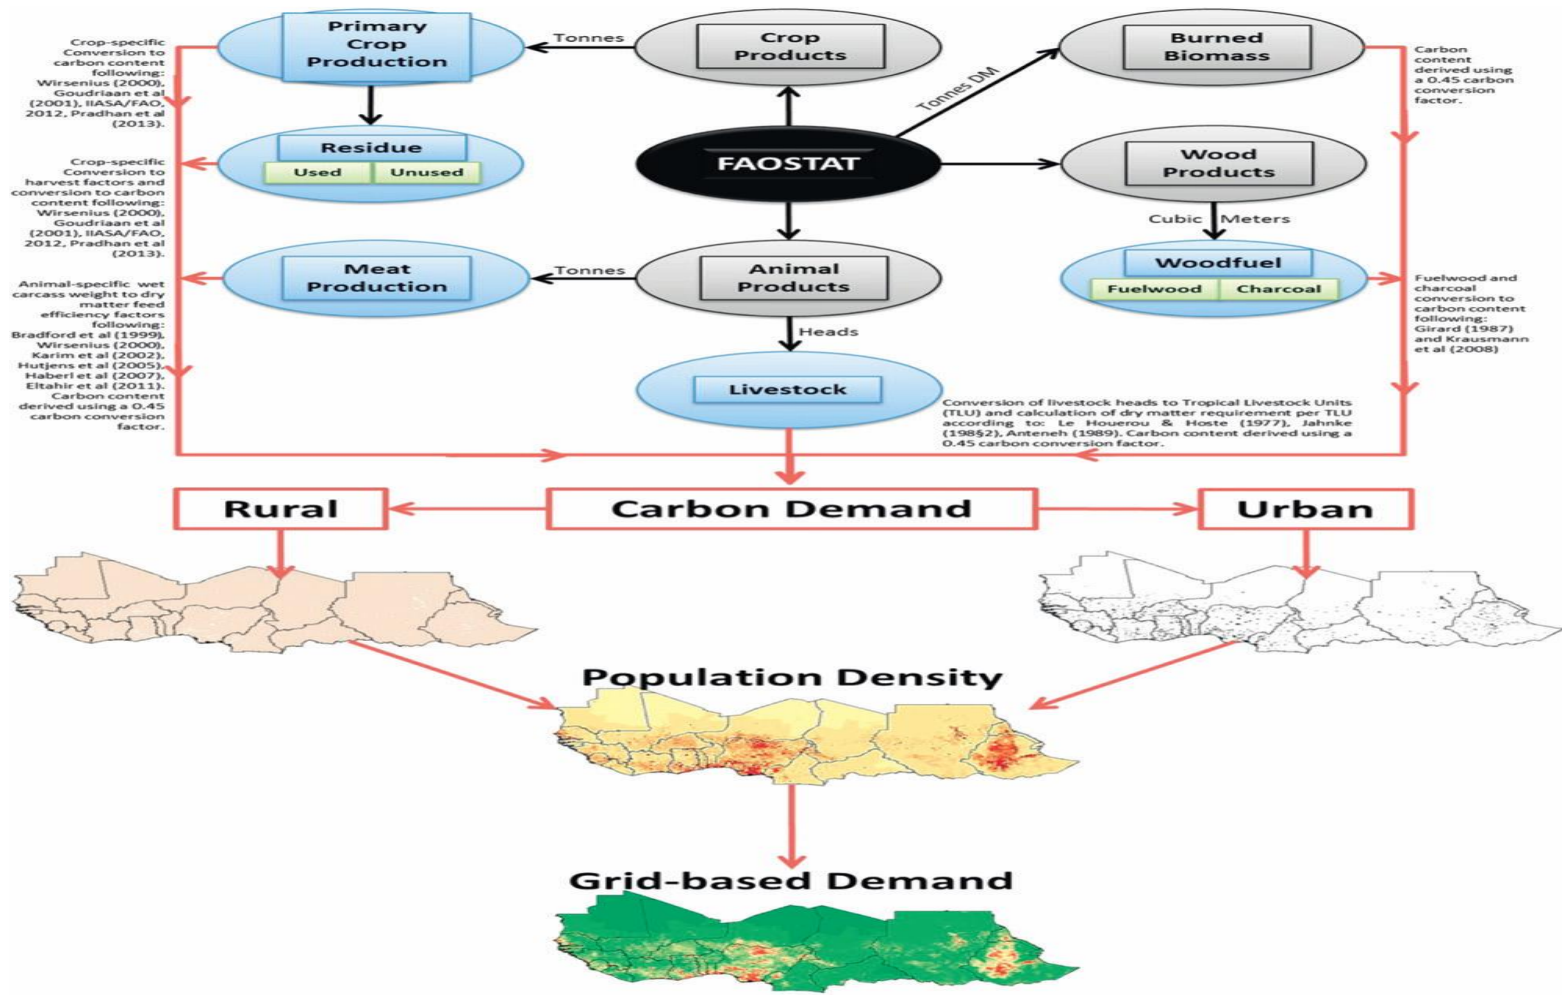 Primary
Crop
Production
Tonnes
Crop
Products
Burned
Biomass
Crop-specific
Conversion to
carbon content
following:
Wirsenius (2000),
Goudriaan et al
(2001), IIASA/FAO,
2012, Pradhan et al
(2013).
Tonnes DM
Carbon
content
derived using
a 0.45 carbon
conversion
factor.
Residue
Used
Unused
FAOSTAT
Wood
Products
Crop-specific
Conversion to
harvest factors and
conversion to carbon
content following:
Wirsenius (2000),
Goudriaan et al
(2001), IIASA/FAO,
2012, Pradhan et al
(2013).
Cubic Meters
Meat
Production
Tonnes
Animal
Products
Woodfuel
Fuelwood
Charcoal
Animal-specific wet
carcass weight to dry
matter feed
efficiency factors
following:
Bradford et al (1999),
Wirsenius (2000),
Karim et al (2002),
Hutjens et al (2005),
Haberl et al (2007),
Eltahir et al (2011).
Carbon content
derived using a 0.45
carbon conversion
factor.
Fuelwood and
charcoal
conversion to
carbon content
following:
Girard (1987)
and Krausmann
et al (2008)
Heads
Livestock
Conversion of livestock heads to Tropical Livestock Units
(TLU) and calculation of dry matter requirement per TLU
according to: Le Houerou & Hoste (1977), Jahnke
(198§2), Anteneh (1989). Carbon content derived using a
0.45 carbon conversion factor.
Rural
Carbon Demand
Urban
Population Density
Grid-based Demand